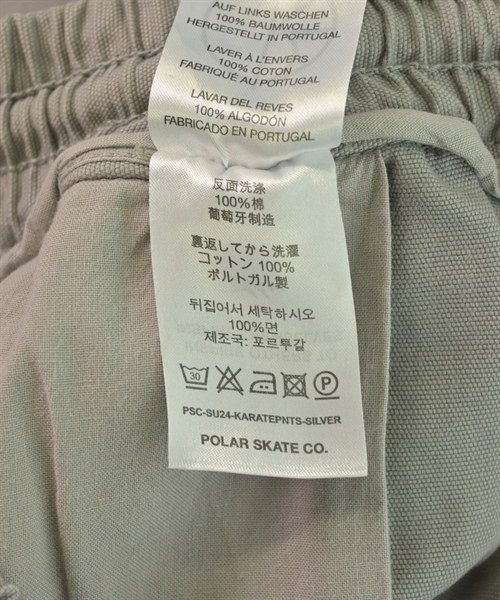 AUF LINKS WASCHEN
100% BAUMWOLLE
HERGESTELLT IN PORTUGAL
LAVER À L'ENVERS
100% COTON
FABRIQUÉ AU PORTUGAL
LAVAR DEL REVES
100% ALGODÓN
FABRICADO EN PORTUGAL
反面洗涤
100%棉
葡萄牙制造
裏返してから洗濯
コットン 100%
ポルトガル製
뒤집어서 세탁하시오
100%면
제조국: 포르투갈
30
P
PSC-SU24-KARATEPNTS-SILVER
POLAR SKATE CO.